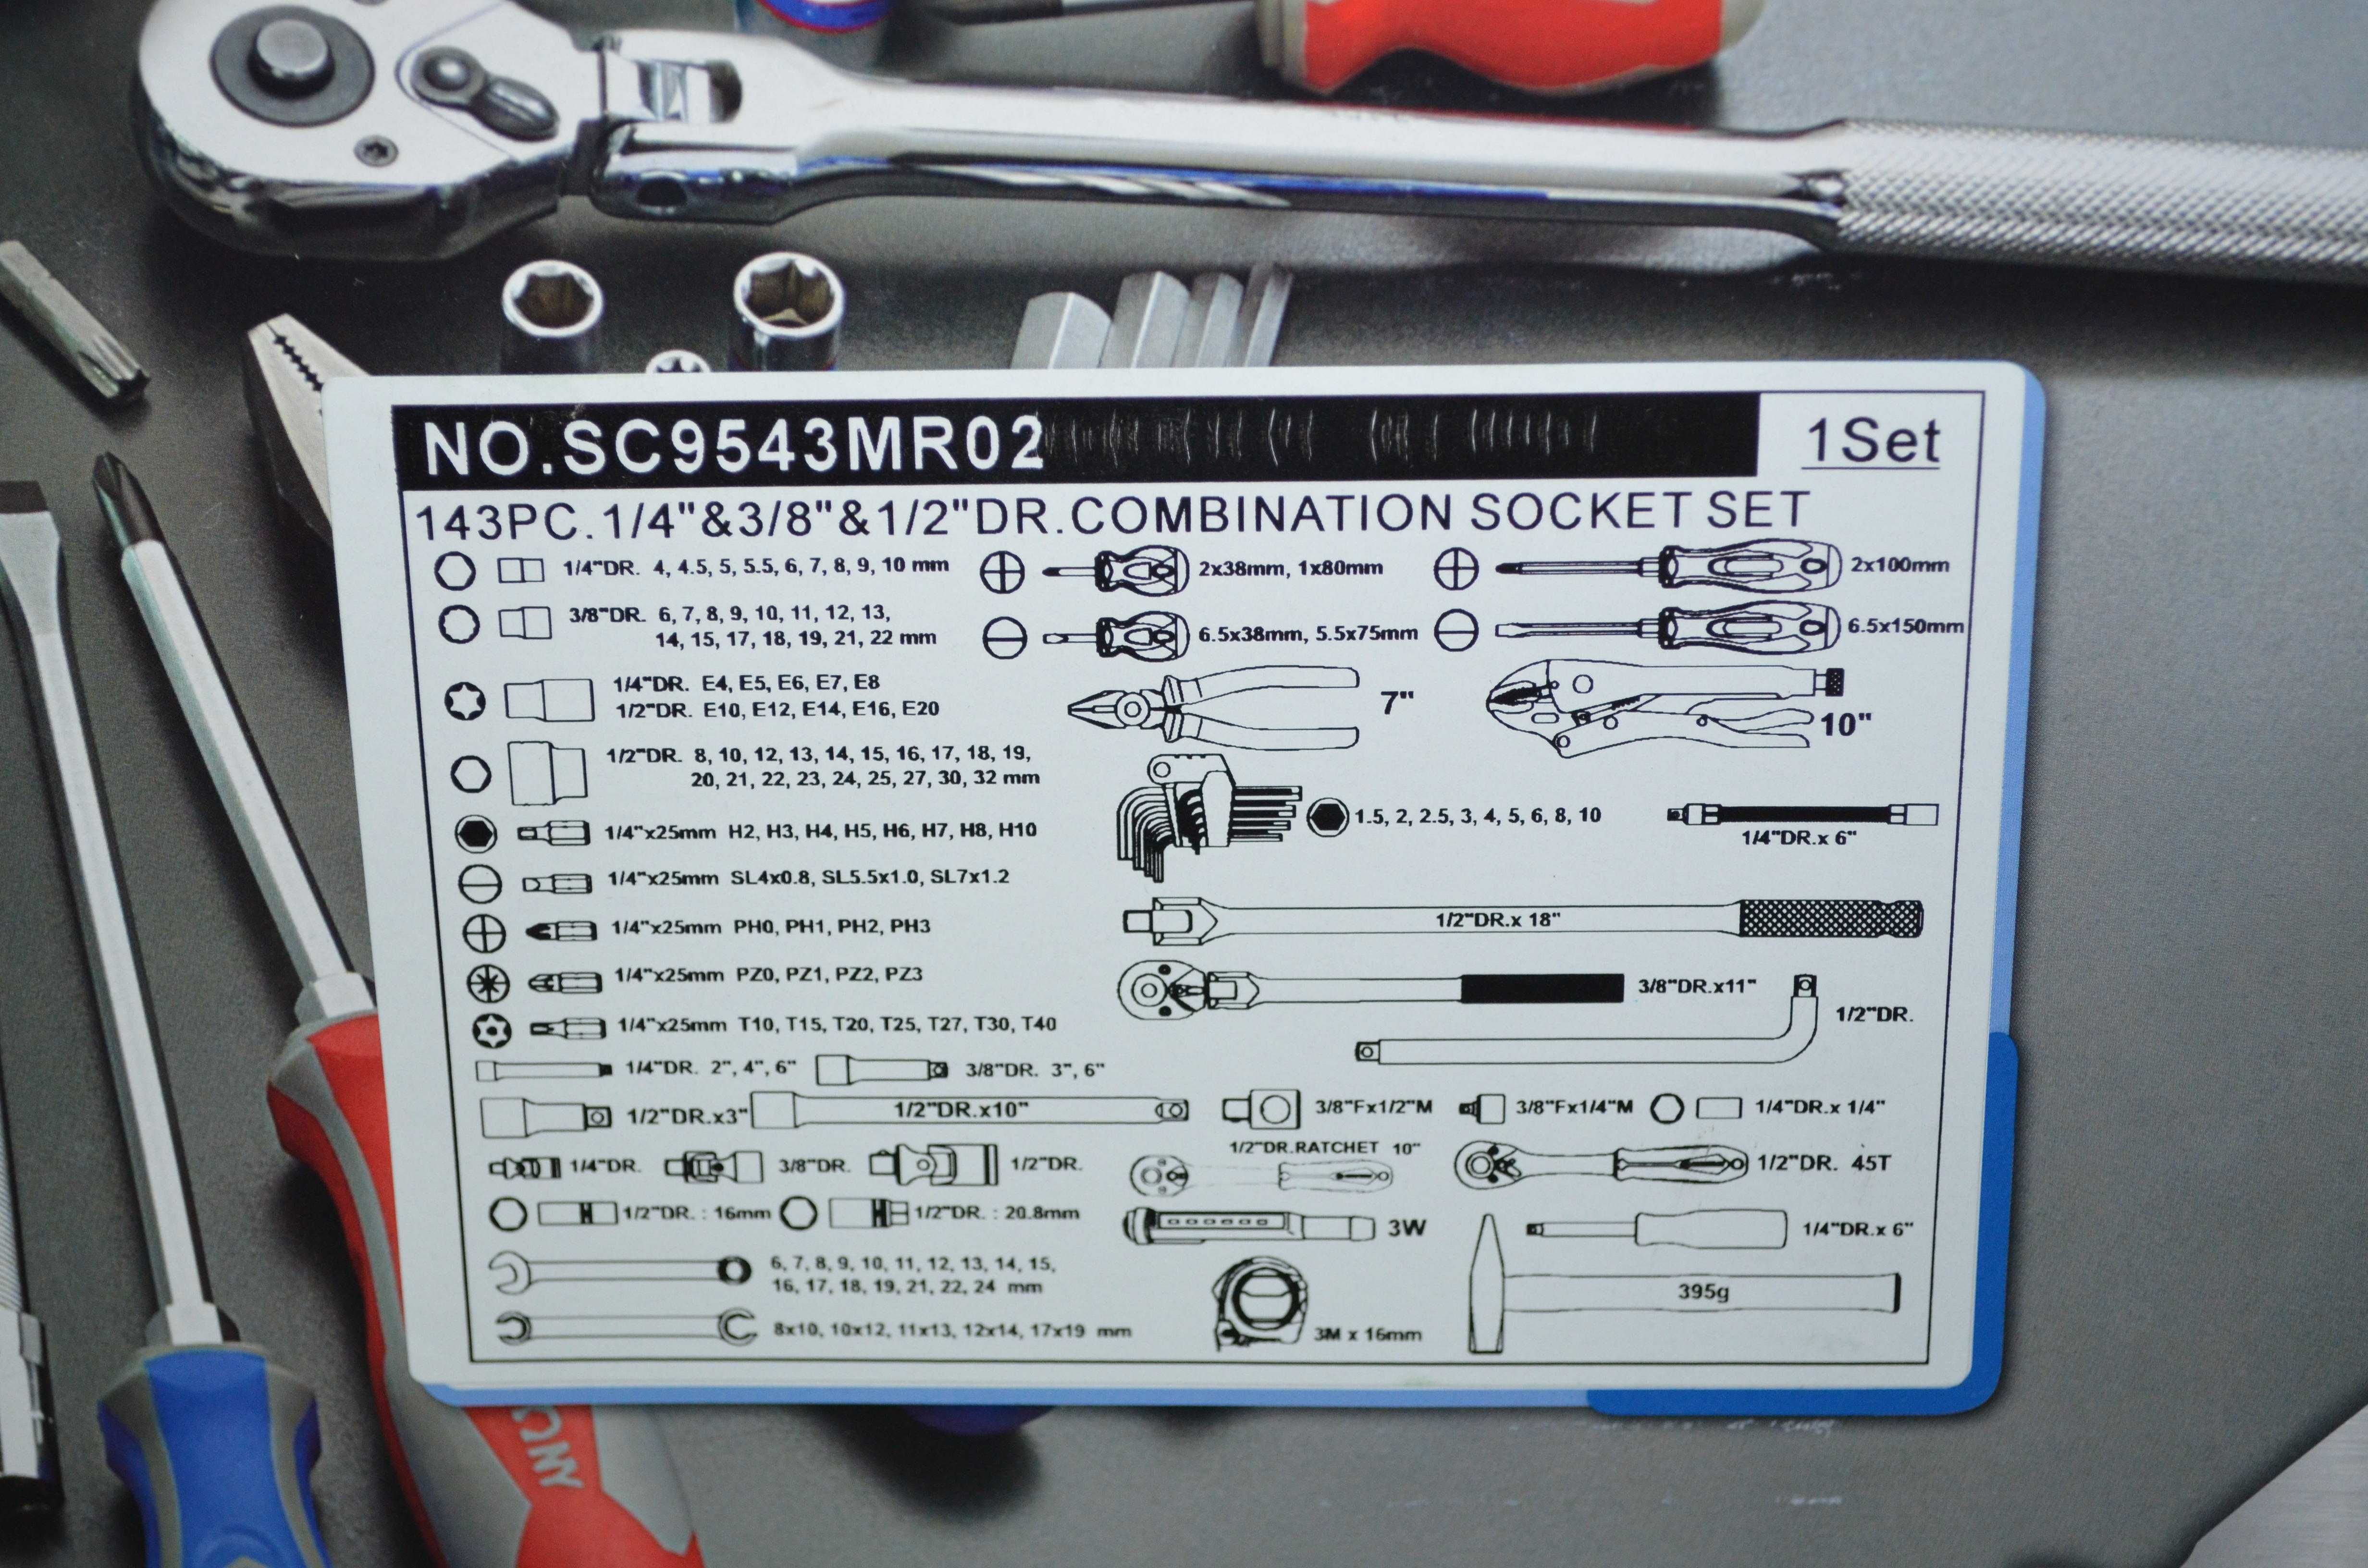 NO.SC9543MR02
1Set
143PC.1/4"&3/8"&1/2"DR.COMBINATION SOCKET SET
1/4"DR. 4, 4.5, 5, 5.5, 6, 7, 8, 9, 10 mm
2x38mm, 1x80mm
2x100mm
3/8"DR. 6, 7, 8, 9, 10, 11, 12, 13,
14, 15, 17, 18, 19, 21, 22 mm
6.5x38mm, 5.5x75mm
6.5x150mm
1/4"DR. E4, E5, E6, E7, E8
1/2"DR. E10, E12, E14, E16, E20
7"
10"
1/2"DR. 8, 10, 12, 13, 14, 15, 16, 17, 18, 19,
20, 21, 22, 23, 24, 25, 27, 30, 32 mm
1.5, 2, 2.5, 3, 4, 5, 6, 8, 10
1/4"DR.x 6"
1/4"x25mm H2, H3, H4, H5, H6, H7, H8, H10
1/4"x25mm SL4x0.8, SL5.5x1.0, SL7x1.2
1/4"x25mm PH0, PH1, PH2, PH3
1/2"DR.x 18"
1/4"x25mm PZ0, PZ1, PZ2, PZ3
3/8"DR.x11"
1/2"DR.
1/4"x25mm T10, T15, T20, T25, T27, T30, T40
1/4"DR. 2", 4", 6"
3/8"DR. 3", 6"
1/2"DR.x3"
1/2"DR.x10"
3/8"Fx1/2"M
3/8"Fx1/4"M
1/4"DR.x 1/4"
1/4"DR.
3/8"DR.
1/2"DR.
1/2"DR.RATCHET 10"
1/2"DR. 45T
1/2"DR. : 16mm
1/2"DR. : 20.8mm
3W
1/4"DR.x 6"
6, 7, 8, 9, 10, 11, 12, 13, 14, 15,
16, 17, 18, 19, 21, 22, 24 mm
395g
8x10, 10x12, 11x13, 12x14, 17x19 mm
3M x 16mm